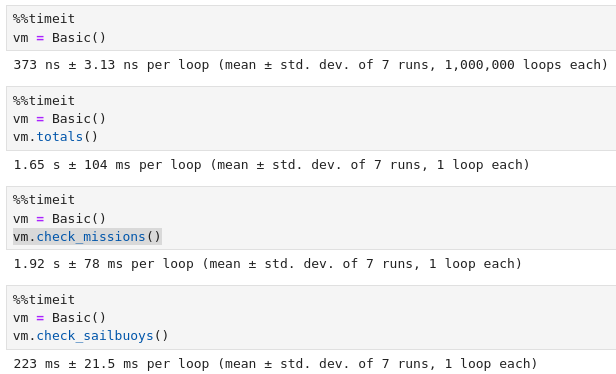 %%timeit
vm = Basic()
373 ns ± 3.13 ns per loop (mean ± std. dev. of 7 runs, 1,000,000 loops each)
%%timeit
vm = Basic()
vm.totals()
1.65 s ± 104 ms per loop (mean ± std. dev. of 7 runs, 1 loop each)
%%timeit
vm = Basic()
vm.check_missions()
1.92 s ± 78 ms per loop (mean ± std. dev. of 7 runs, 1 loop each)
%%timeit
vm = Basic()
vm.check_sailbuoys()
223 ms ± 21.5 ms per loop (mean ± std. dev. of 7 runs, 1 loop each)